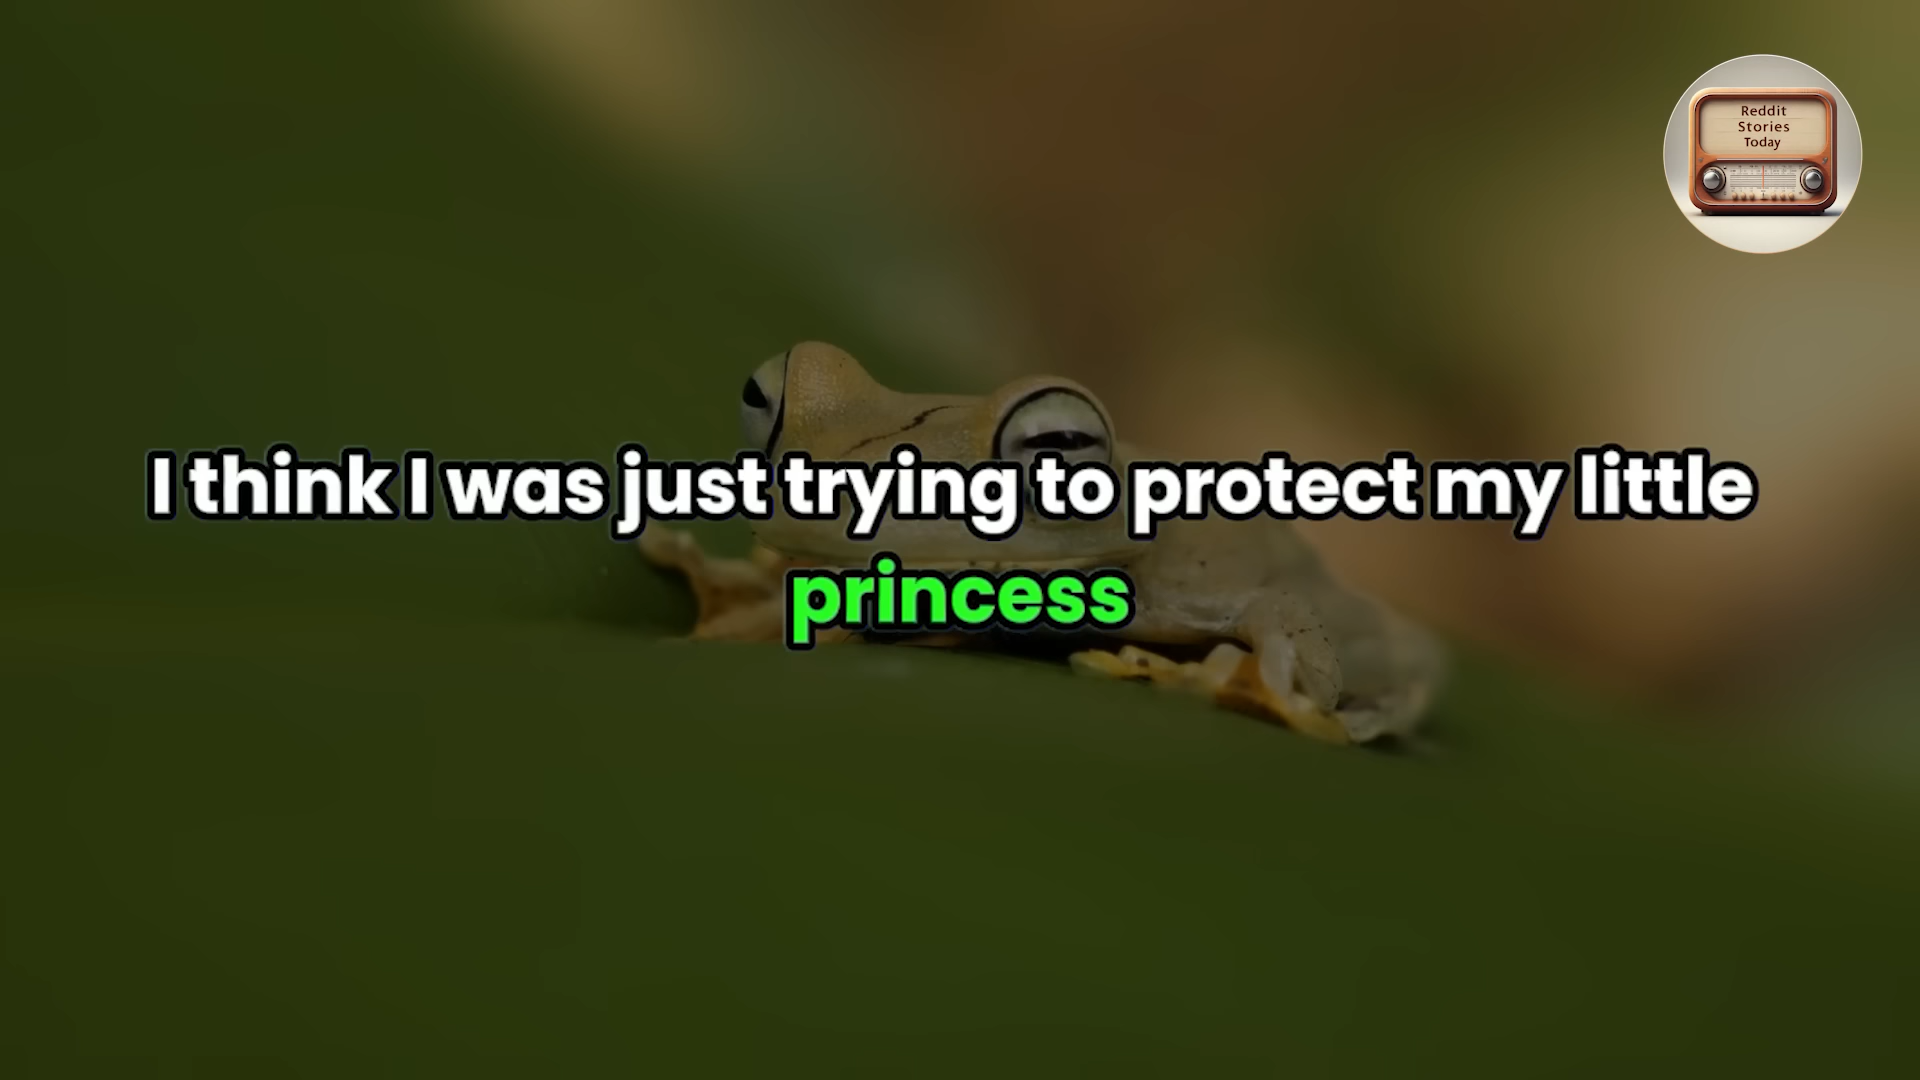 Reddit
Stories
Today
I think I was just trying to protect my little
princess